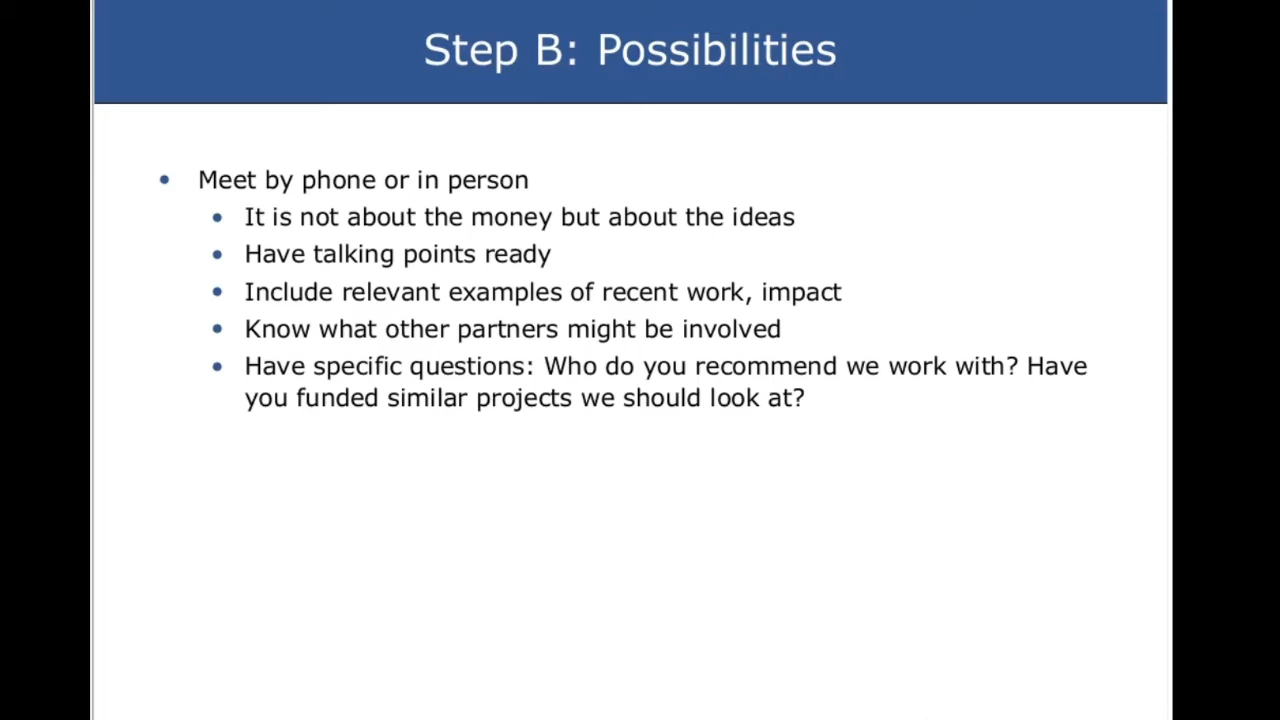 Step B: Possibilities
Meet by phone or in person
It is not about the money but about the ideas
Have talking points ready
Include relevant examples of recent work, impact
Know what other partners might be involved
Have specific questions: Who do you recommend we work with? Have
you funded similar projects we should look at?